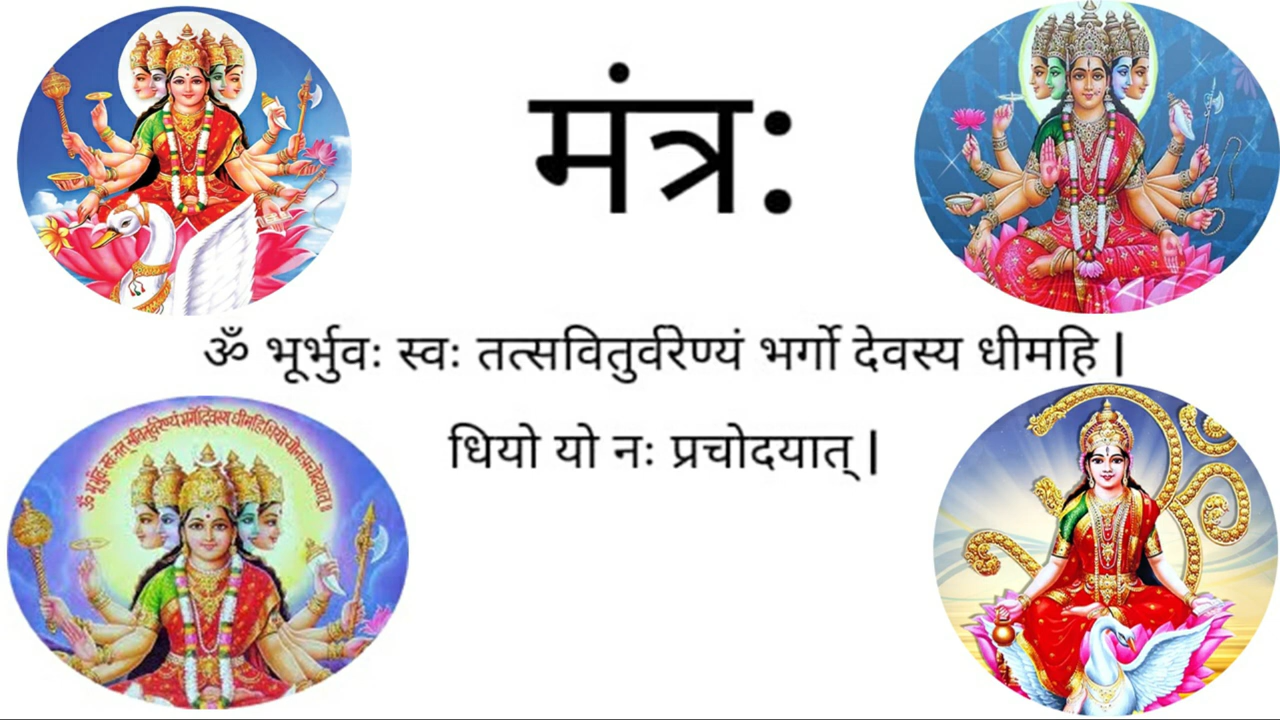 मंत्र:
ॐ भूर्भुवः स्वः तत्सवितुर्वरेण्यं भर्गो देवस्य धीमहि |
धियो यो नः प्रचोदयात् |